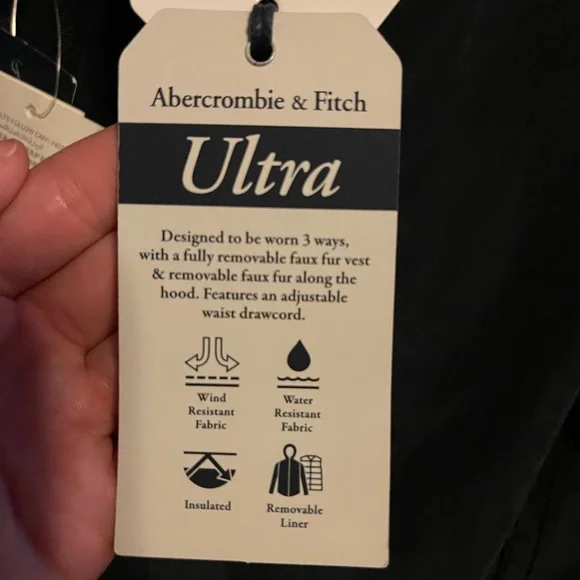 Abercrombie & Fitch
Ultra
Designed to be worn 3 ways,
with a fully removable faux fur vest
& removable faux fur along the
hood. Features an adjustable
waist drawcord.
Wind
Resistant
Fabric
Water
Resistant
Fabric
Insulated
Removable
Liner